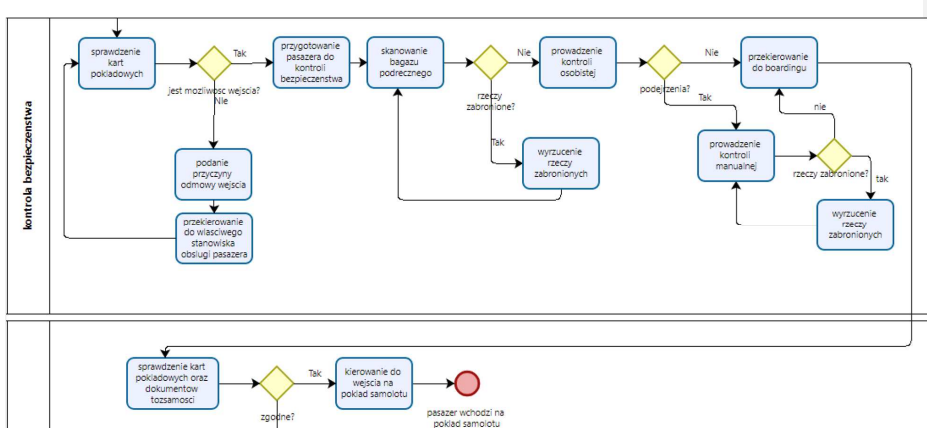 kontrola bezpieczenstwa
sprawdzenie
kart
pokladowych
Tak
jest mozliwosc wejscia?
Nie
przygotowanie
pasazera do
kontroli
bezpieczenstwa
skanowanie
bagazu
podrecznego
Nie
rzeczy
zabronione?
Tak
prowadzenie
kontroli
osobistej
Nie
podejrzenia?
Tak
przekierowanie
do boardingu
nie
podanie
przyczyny
odmowy wejscia
wyrzucenie
rzeczy
zabronionych
prowadzenie
kontroli
manualnej
rzeczy zabronione?
tak
przekierowanie
do wlasciwego
stanowiska
obslugi pasazera
wyrzucenie
rzeczy
zabronionych
sprawdzenie kart
pokladowych oraz
dokumentow
tozsamosci
Tak
zgodne?
kierowanie do
wejscia na
poklad samolotu
pasazer wchodzi na
poklad samolotu